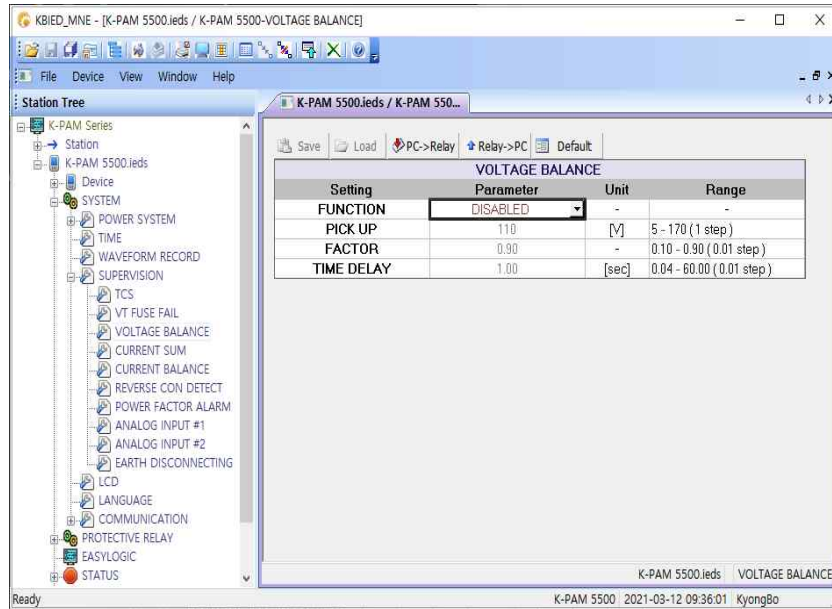 KBIED_MNE - [K-PAM 5500.ieds / K-PAM 5500-VOLTAGE BALANCE]
File Device View Window Help
Station Tree
K-PAM 5500.ieds / K-PAM 550...
K-PAM Series
Station
K-PAM 5500.ieds
Device
SYSTEM
POWER SYSTEM
TIME
WAVEFORM RECORD
SUPERVISION
TCS
VT FUSE FAIL
VOLTAGE BALANCE
CURRENT SUM
CURRENT BALANCE
REVERSE CON DETECT
POWER FACTOR ALARM
ANALOG INPUT #1
ANALOG INPUT #2
EARTH DISCONNECTING
LCD
LANGUAGE
COMMUNICATION
PROTECTIVE RELAY
EASYLOGIC
STATUS
Save Load PC->Relay Relay->PC Default
VOLTAGE BALANCE
Setting Parameter Unit Range
FUNCTION DISABLED - -
PICK UP 110 [V] 5 - 170 ( 1 step )
FACTOR 0.90 - 0.10 - 0.90 ( 0.01 step )
TIME DELAY 1.00 [sec] 0.04 - 60.00 ( 0.01 step )
K-PAM 5500.ieds VOLTAGE BALANCE
Ready K-PAM 5500 2021-03-12 09:36:01 KyongBo